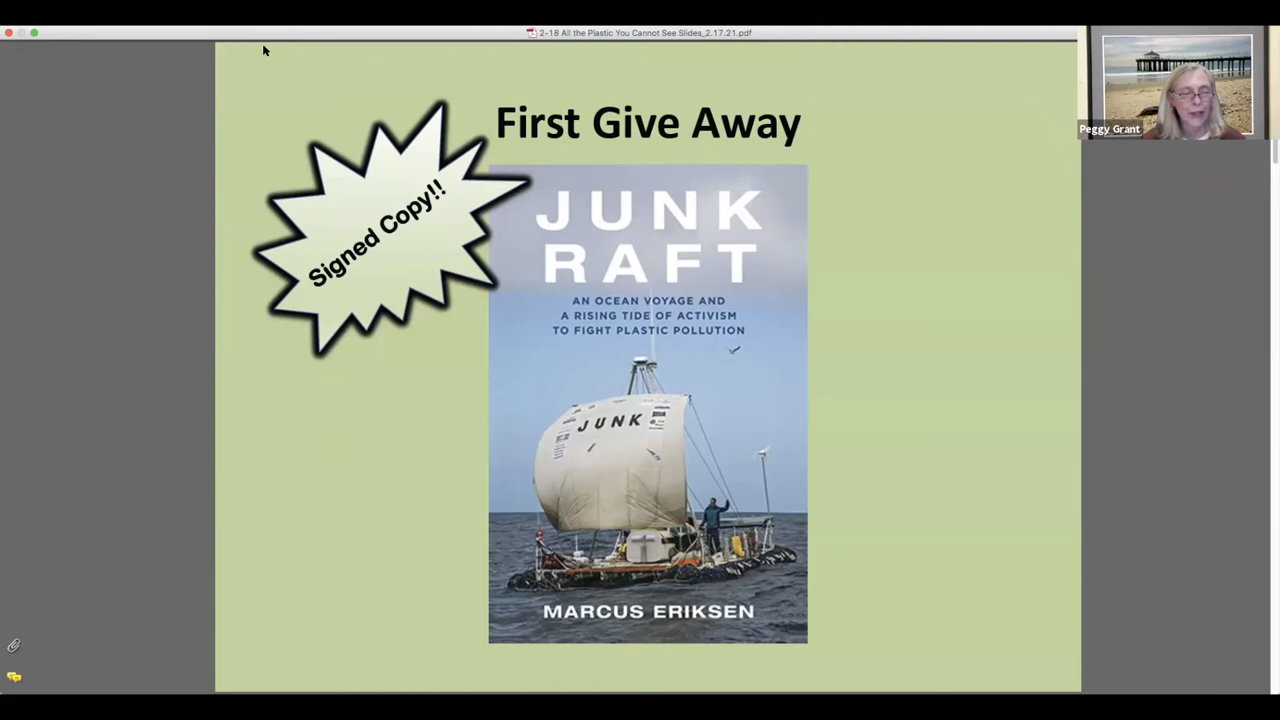 2-18 All the Plastic You Cannot See Slides_2.17.21.pdf
Peggy Grant
First Give Away
Signed Copy!!
JUNK
RAFT
AN OCEAN VOYAGE AND
A RISING TIDE OF ACTIVISM
TO FIGHT PLASTIC POLLUTION
JUNK
MARCUS ERIKSEN